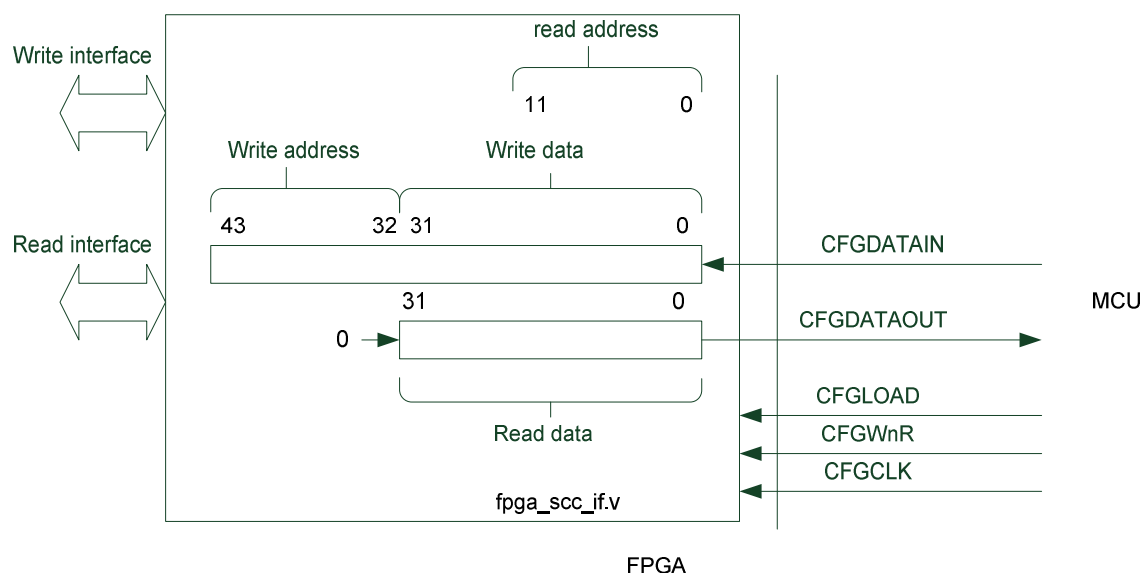 read address
Write interface
11 0
Write address Write data
43 32 31 0
Read interface
CFGDATAIN
31 0
MCU
CFGDATAOUT
0
CFGLOAD
Read data
CFGWnR
CFGCLK
fpga_scc_if.v
FPGA